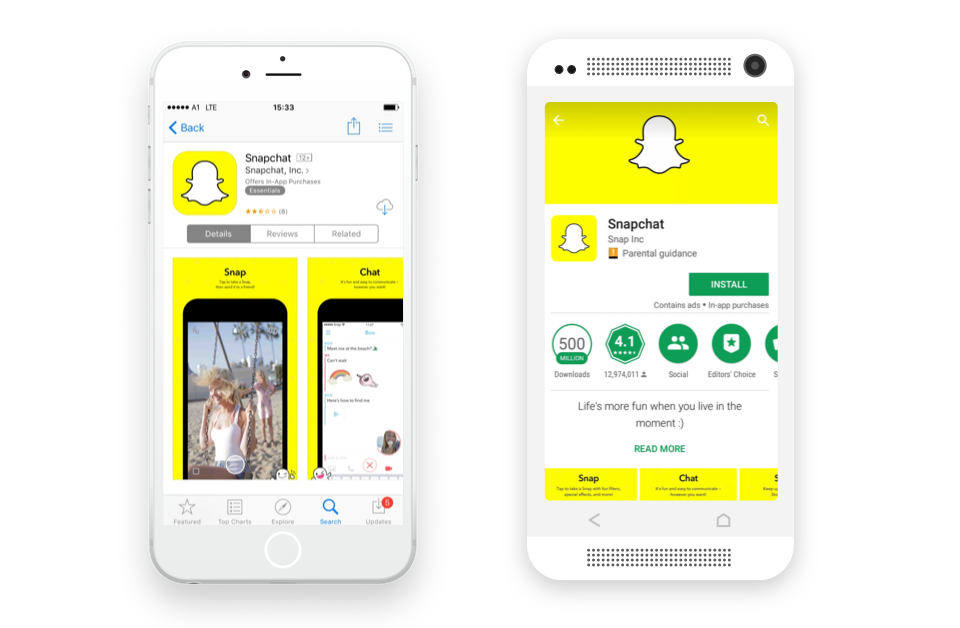 A1 LTE 15:33
Back
Snapchat 12+
Snapchat, Inc. >
Offers In-App Purchases
Essentials
(6)
Details Reviews Related
Snap
Tap to take a Snap,
then send it to a friend!
Chat
It's fun and easy to communicate –
however you want!
Bea
Meet me at the beach?
Can't wait
Here's how to find me
Featured Top Charts Explore Search Updates
5
Snapchat
Snap Inc
! Parental guidance
INSTALL
Contains ads • In-app purchases
500
MILLION
Downloads
4.1
12,974,011
Social
Editors' Choice
S
Life's more fun when you live in the
moment :)
READ MORE
Snap
Tap to take a Snap with live filters,
special effects, and more!
Chat
It's fun and easy to communicate –
however you want!
S
Keep up